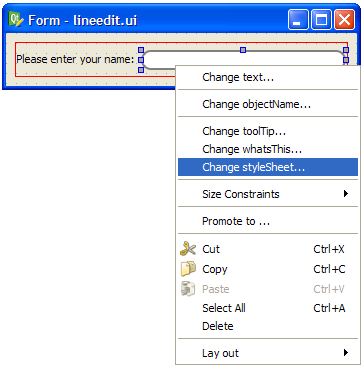 Form - lineedit.ui
Please enter your name:
Change text...
Change objectName...
Change toolTip...
Change whatsThis...
Change styleSheet...
Size Constraints
Promote to ...
Cut Ctrl+X
Copy Ctrl+C
Paste Ctrl+V
Select All Ctrl+A
Delete
Lay out